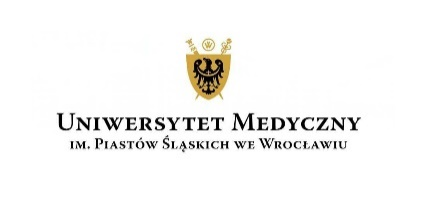 Uniwersytet Medyczny
im. Piastów Śląskich we Wrocławiu